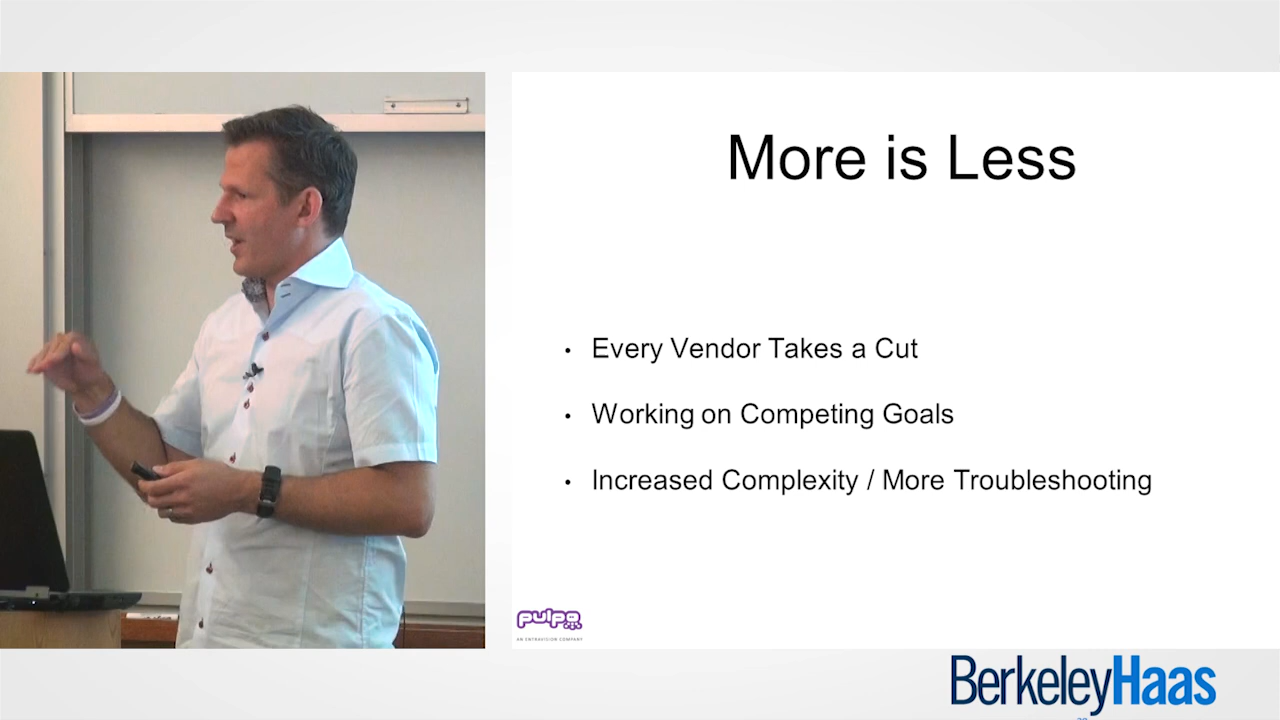 More is Less
• Every Vendor Takes a Cut
• Working on Competing Goals
• Increased Complexity / More Troubleshooting
pulpo
AN ENTRAVISION COMPANY
BerkeleyHaas